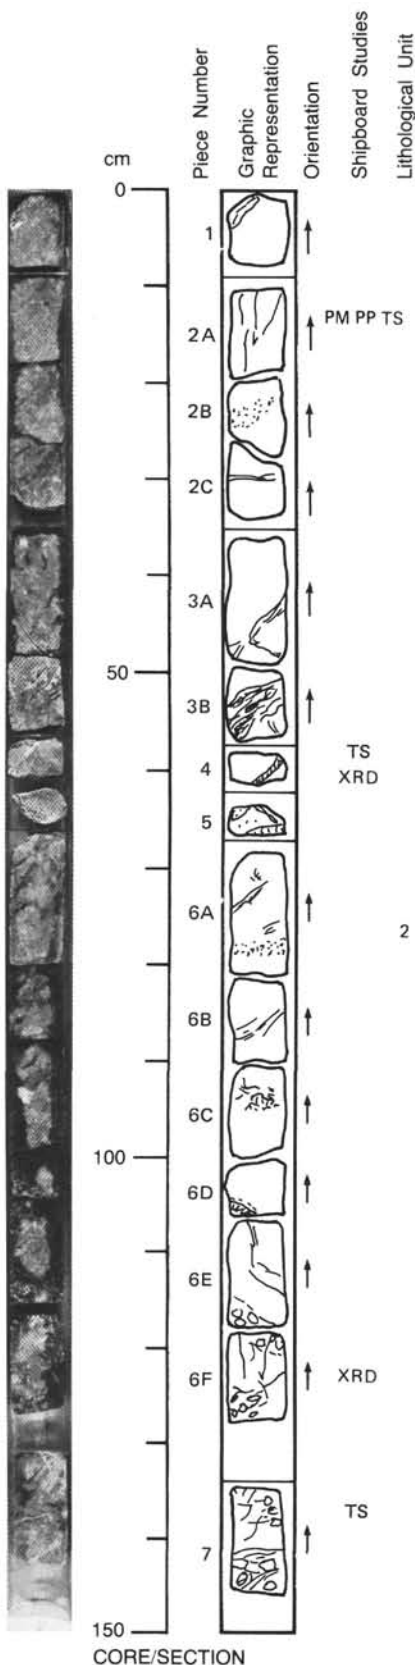 cm
Piece Number
Graphic
Representation
Orientation
Shipboard Studies
Lithological Unit
0
1
2A
PM PP TS
2B
2C
3A
50
3B
4
TS
XRD
5
6A
2
6B
6C
100
6D
6E
6F
XRD
TS
7
150
CORE/SECTION